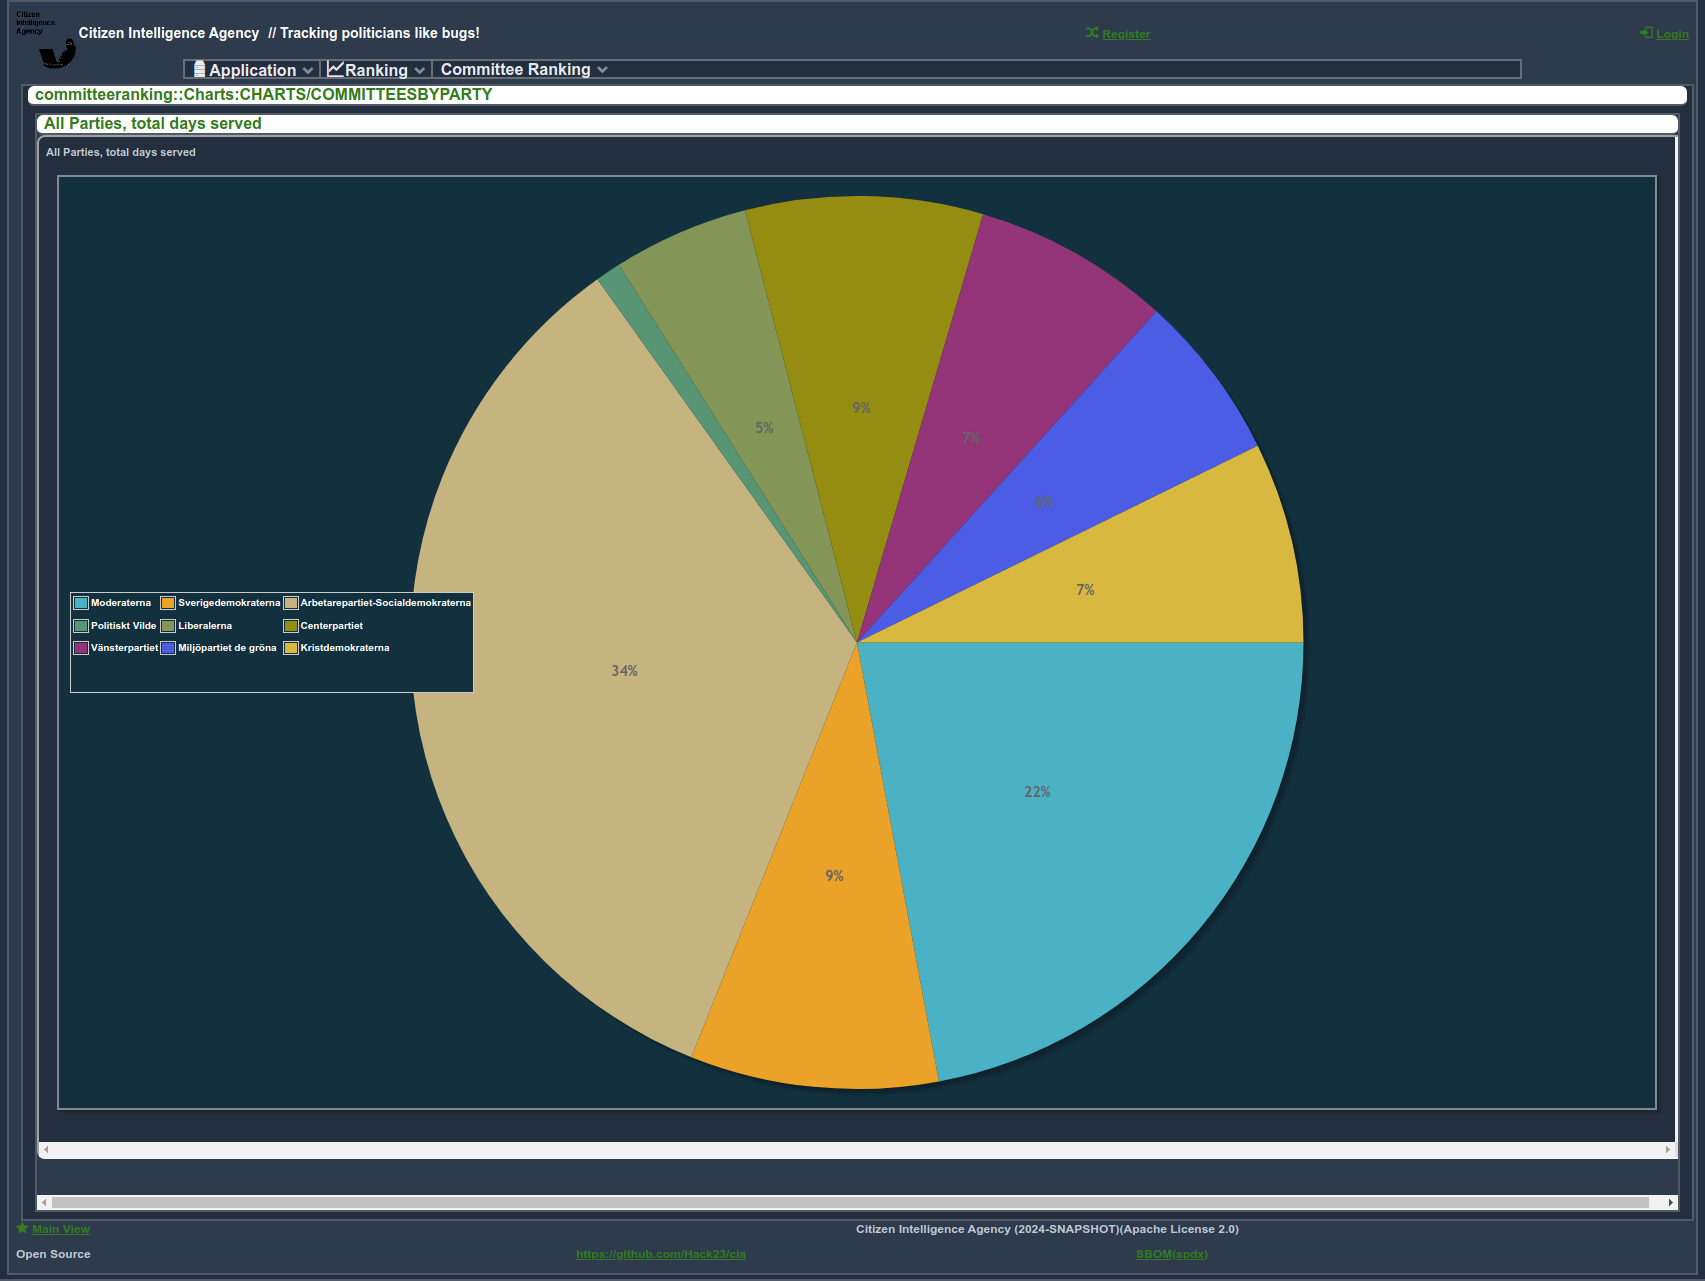 Citizen
Intelligence
Agency
Citizen Intelligence Agency // Tracking politicians like bugs!
Register
Login
Application
Ranking
Committee Ranking
committeeranking::Charts:CHARTS/COMMITTEESBYPARTY
All Parties, total days served
All Parties, total days served
9%
5%
7%
6%
7%
Moderaterna Sverigedemokraterna Arbetarepartiet-Socialdemokraterna
Politiskt Vilde Liberalerna Centerpartiet
Vänsterpartiet Miljöpartiet de gröna Kristdemokraterna
34%
22%
9%
Main View
Citizen Intelligence Agency (2024-SNAPSHOT)(Apache License 2.0)
Open Source
https://github.com/Hack23/cia
SBOM(spdx)